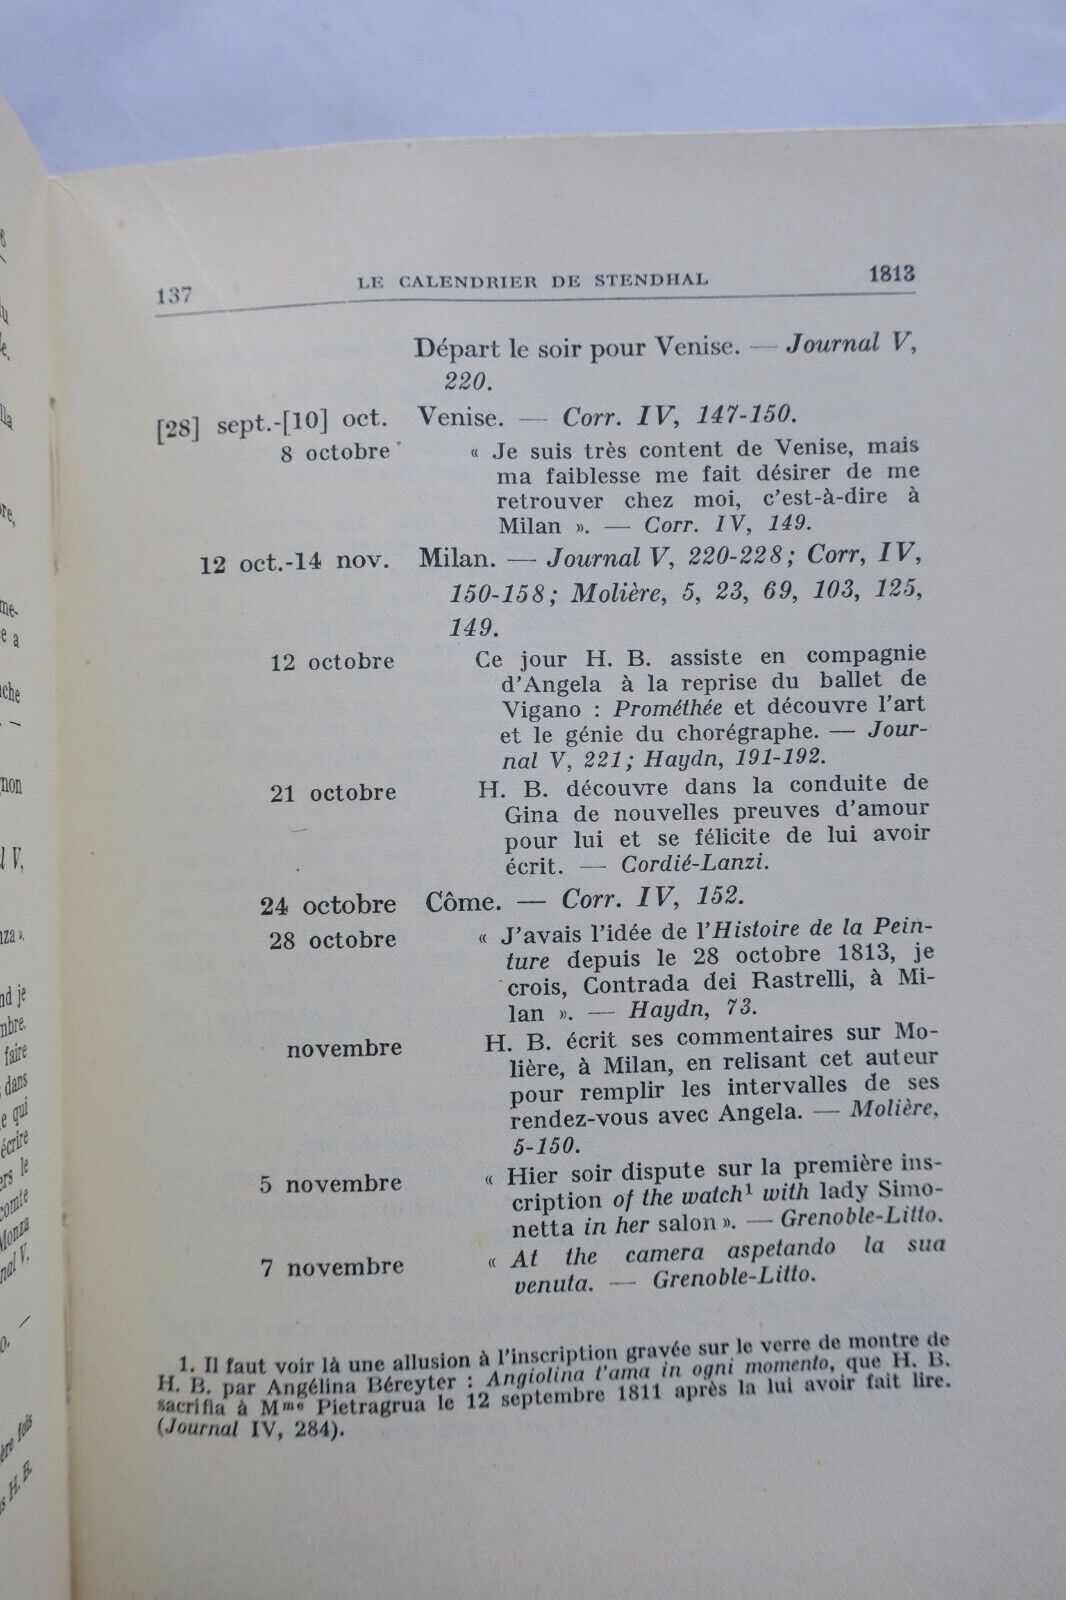 137 LE CALENDRIER DE STENDHAL 1813
Départ le soir pour Venise. — Journal V,
220.
[28] sept.-[10] oct. Venise. — Corr. IV, 147-150.
8 octobre « Je suis très content de Venise, mais
ma faiblesse me fait désirer de me
retrouver chez moi, c'est-à-dire à
Milan ». — Corr. IV, 149.
12 oct.-14 nov. Milan. — Journal V, 220-228; Corr, IV,
150-158; Molière, 5, 23, 69, 103, 125,
149.
12 octobre Ce jour H. B. assiste en compagnie
d'Angela à la reprise du ballet de
Vigano : Prométhée et découvre l'art
et le génie du chorégraphe. — Jour-
nal V, 221; Haydn, 191-192.
21 octobre H. B. découvre dans la conduite de
Gina de nouvelles preuves d'amour
pour lui et se félicite de lui avoir
écrit. — Cordié-Lanzi.
24 octobre Côme. — Corr. IV, 152.
28 octobre « J'avais l'idée de l'Histoire de la Pein-
ture depuis le 28 octobre 1813, je
crois, Contrada dei Rastrelli, à Mi-
lan ». — Haydn, 73.
novembre H. B. écrit ses commentaires sur Mo-
lière, à Milan, en relisant cet auteur
pour remplir les intervalles de ses
rendez-vous avec Angela. — Molière,
5-150.
5 novembre « Hier soir dispute sur la première ins-
cription of the watch¹ with lady Simo-
netta in her salon ». — Grenoble-Litto.
7 novembre « At the camera aspetando la sua
venuta. — Grenoble-Litto.
1. Il faut voir là une allusion à l'inscription gravée sur le verre de montre de
H. B. par Angélina Béreyter : Angiolina t'ama in ogni momento, que H. B.
sacrifia à Mme Pietragrua le 12 septembre 1811 après la lui avoir fait lire.
(Journal IV, 284).